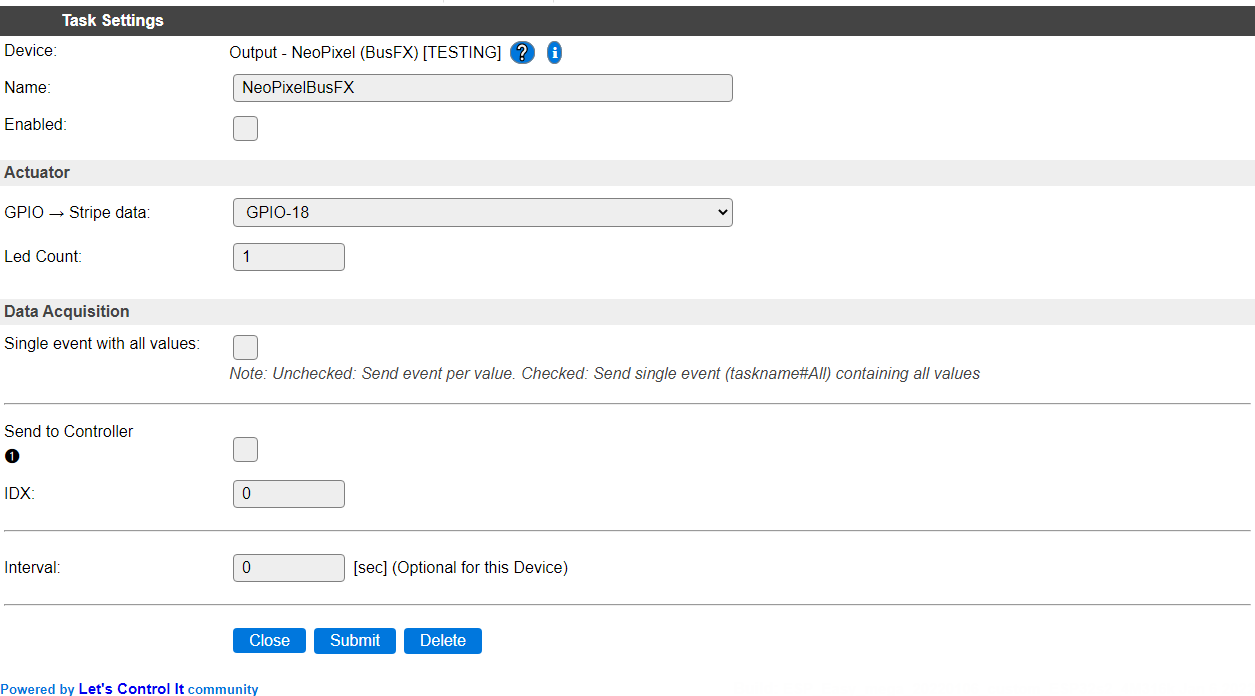 Task Settings
Device: Output - NeoPixel (BusFX) [TESTING] ? i
Name: NeoPixelBusFX
Enabled:
Actuator
GPIO → Stripe data: GPIO-18
Led Count: 1
Data Acquisition
Single event with all values:
Note: Unchecked: Send event per value. Checked: Send single event (taskname#All) containing all values
Send to Controller
❶
IDX: 0
Interval: 0 [sec] (Optional for this Device)
Close Submit Delete
Powered by Let's Control It community